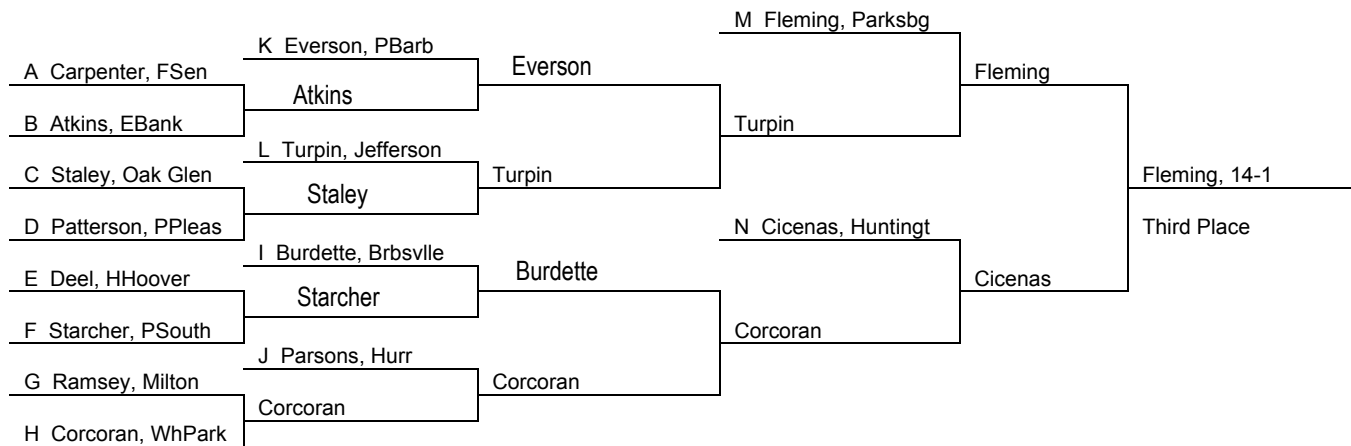 M Fleming, Parksbg
K Everson, PBarb
Everson
A Carpenter, FSen
Fleming
Atkins
B Atkins, EBank
Turpin
L Turpin, Jefferson
C Staley, Oak Glen
Turpin
Fleming, 14-1
Staley
D Patterson, PPleas
N Cicenas, Huntingt
Third Place
I Burdette, Brbsvlle
E Deel, HHoover
Burdette
Cicenas
Starcher
F Starcher, PSouth
Corcoran
J Parsons, Hurr
G Ramsey, Milton
Corcoran
Corcoran
H Corcoran, WhPark